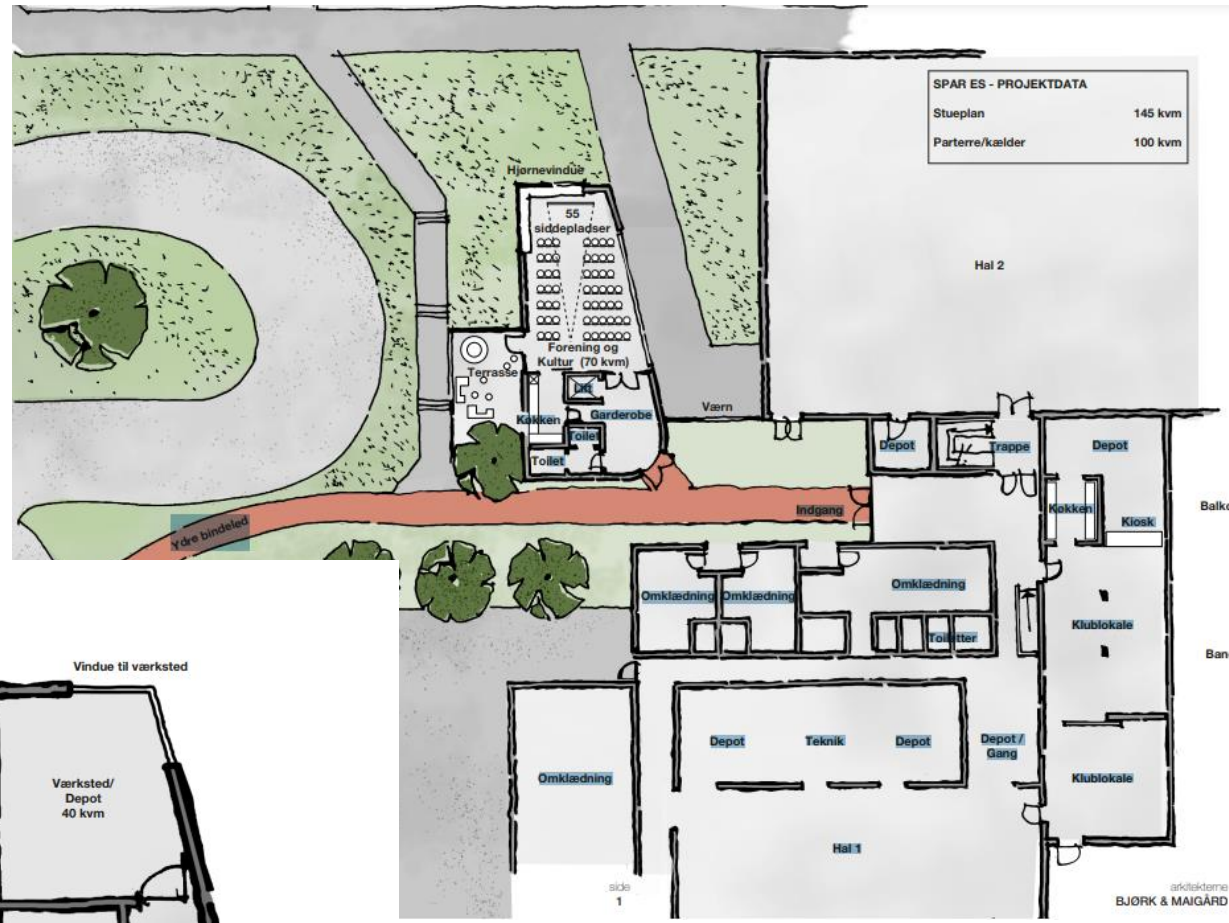 SPAR ES - PROJEKTDATA
Stueplan 145 kvm
Parterre/kælder 100 kvm
Hjørnevindue
55
siddepladser
Hal 2
Forening og
Kultur (70 kvm)
Terrasse
Lift
Køkken
Garderobe
Toilet
Toilet
Værn
Depot
Trappe
Depot
Køkken
Kiosk
Balko
Indgang
Ydre bindeled
Omklædning
Omklædning
Omklædning
Toiletter
Klublokale
Ban
Vindue til værksted
Værksted/
Depot
40 kvm
Omklædning
Depot
Teknik
Depot
Depot /
Gang
Klublokale
Hal 1
side
1
arkitekterne
BJØRK & MAIGÅRD